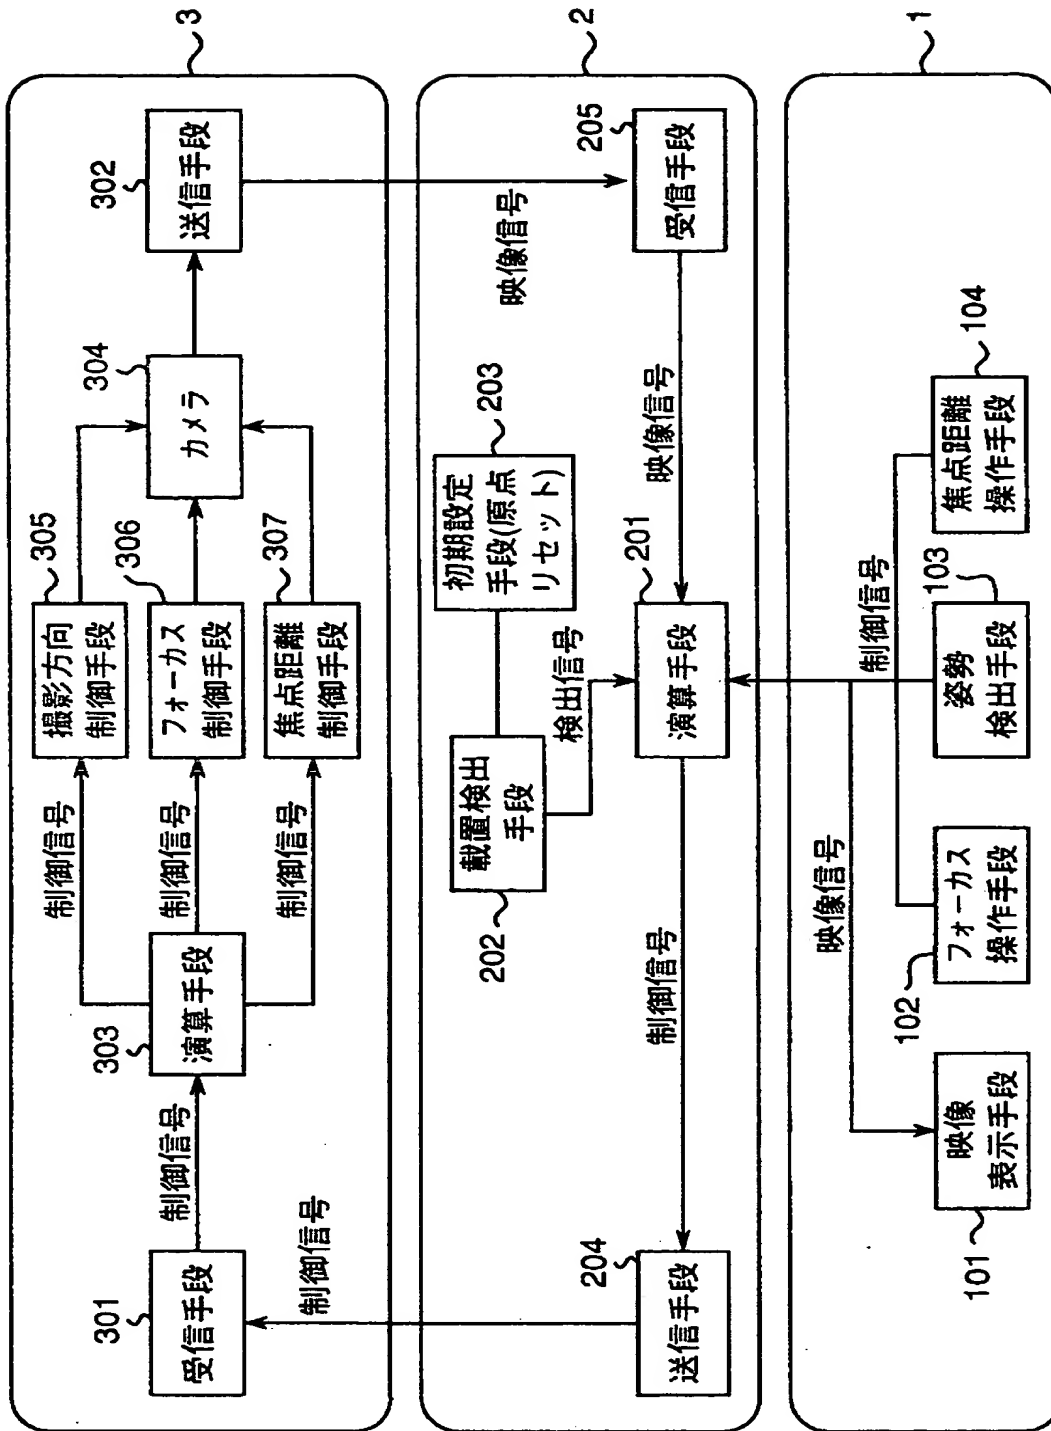 3
301
受信手段
制御信号
303
演算手段
制御信号
制御信号
制御信号
305
撮影方向
制御手段
306
フォーカス
制御手段
307
焦点距離
制御手段
304
カメラ
302
送信手段
制御信号
映像信号
2
204
送信手段
制御信号
202
載置検出
手段
検出信号
203
初期設定
手段(原点
リセット)
201
演算手段
映像信号
205
受信手段
1
映像信号
制御信号
101
映像
表示手段
102
フォーカス
操作手段
103
姿勢
検出手段
104
焦点距離
操作手段